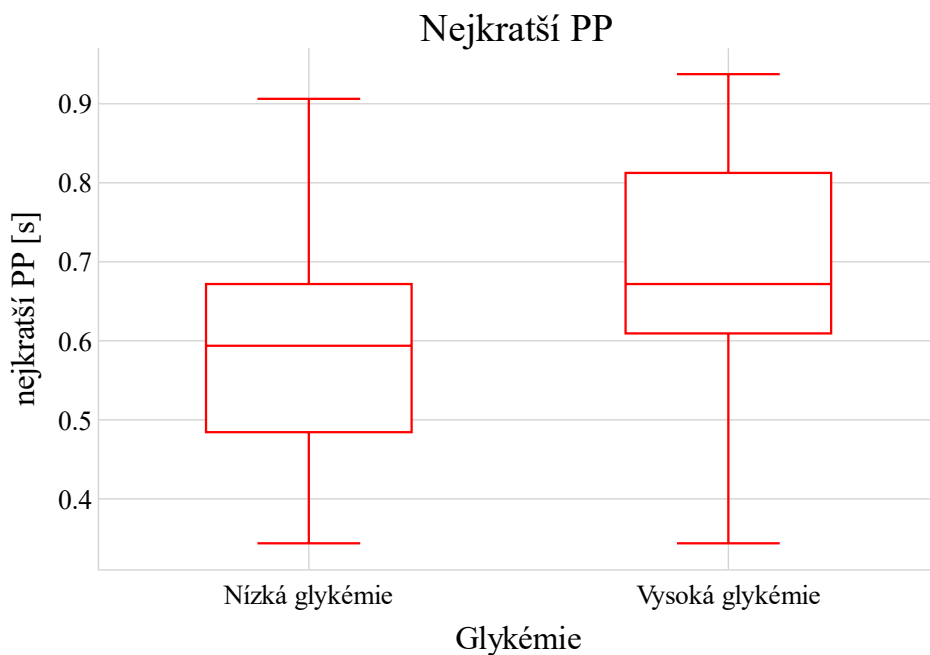 Nejkratší PP
nejkratší PP [s]
0.9
0.8
0.7
0.6
0.5
0.4
Nízká glykémie
Vysoká glykémie
Glykémie